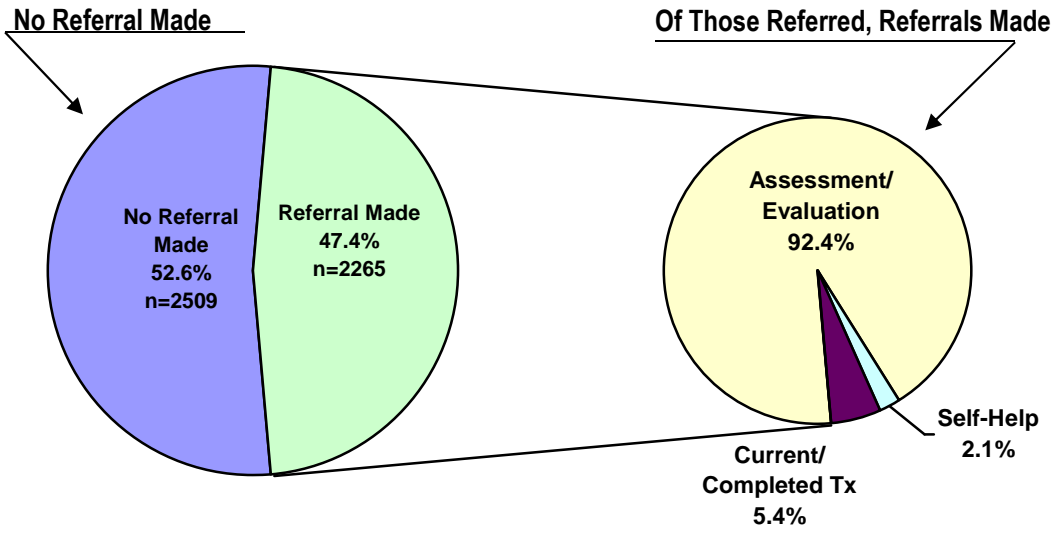 No Referral Made
Of Those Referred, Referrals Made
No Referral
Made
52.6%
n=2509
Referral Made
47.4%
n=2265
Assessment/
Evaluation
92.4%
Self-Help
2.1%
Current/
Completed Tx
5.4%